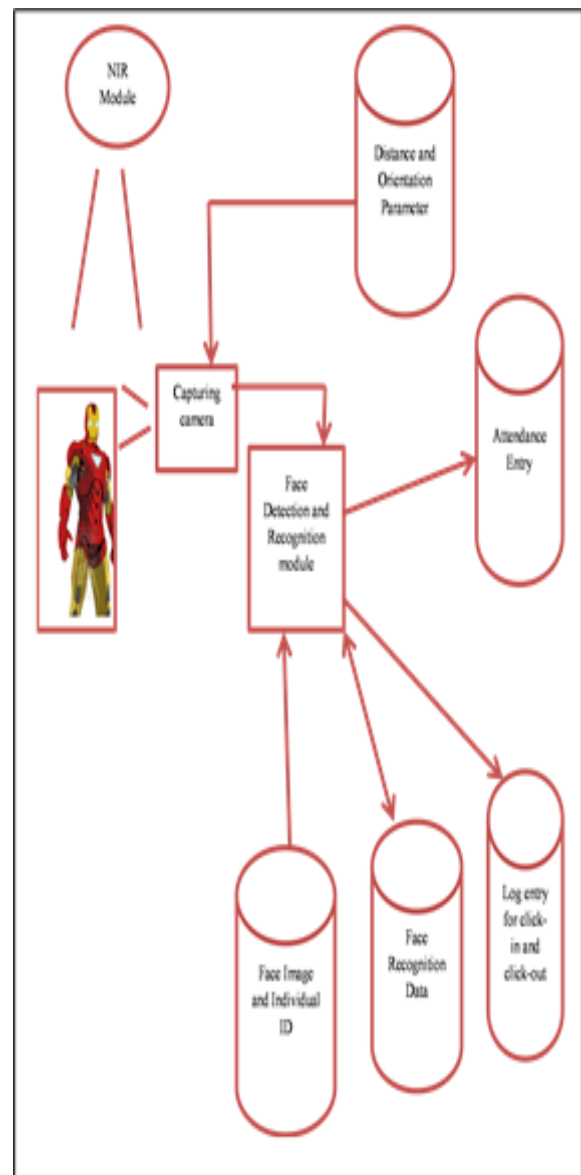 NIR
Module
Distance and
Orientation
Parameter
Capturing
camera
Attendance
Entry
Face
Detection and
Recognition
module
Log entry
for click-
in and
click-out
Face Image
and Individual
ID
Face
Recognition
Data